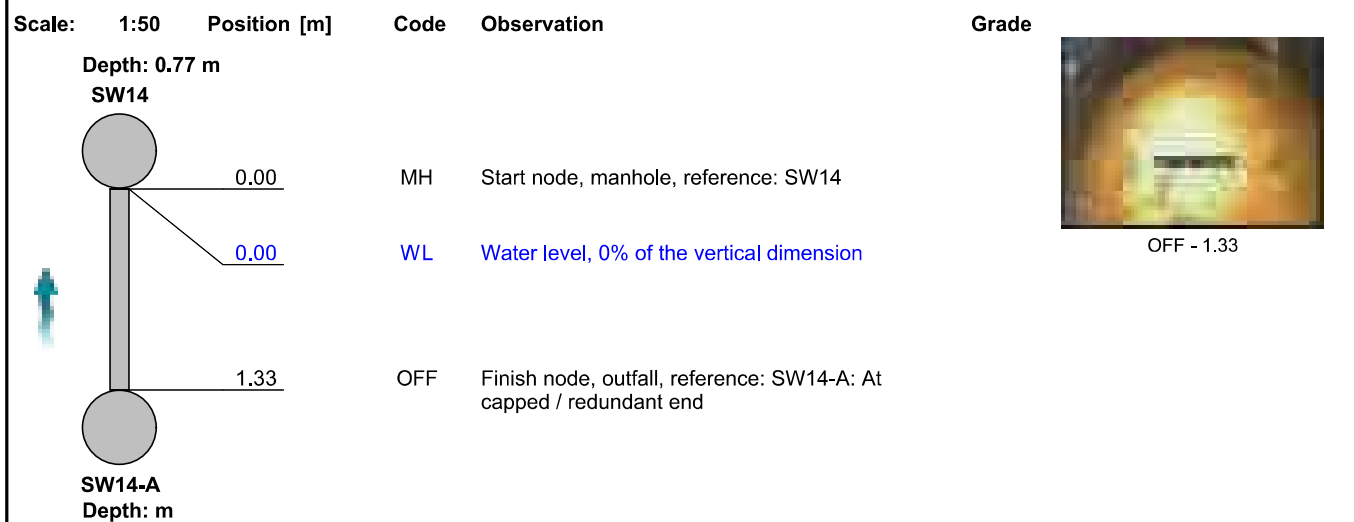 Scale: 1:50 Position [m] Code Observation Grade
Depth: 0.77 m
SW14
0.00 MH Start node, manhole, reference: SW14
0.00 WL Water level, 0% of the vertical dimension
OFF - 1.33
1.33 OFF Finish node, outfall, reference: SW14-A: At
capped / redundant end
SW14-A
Depth: m